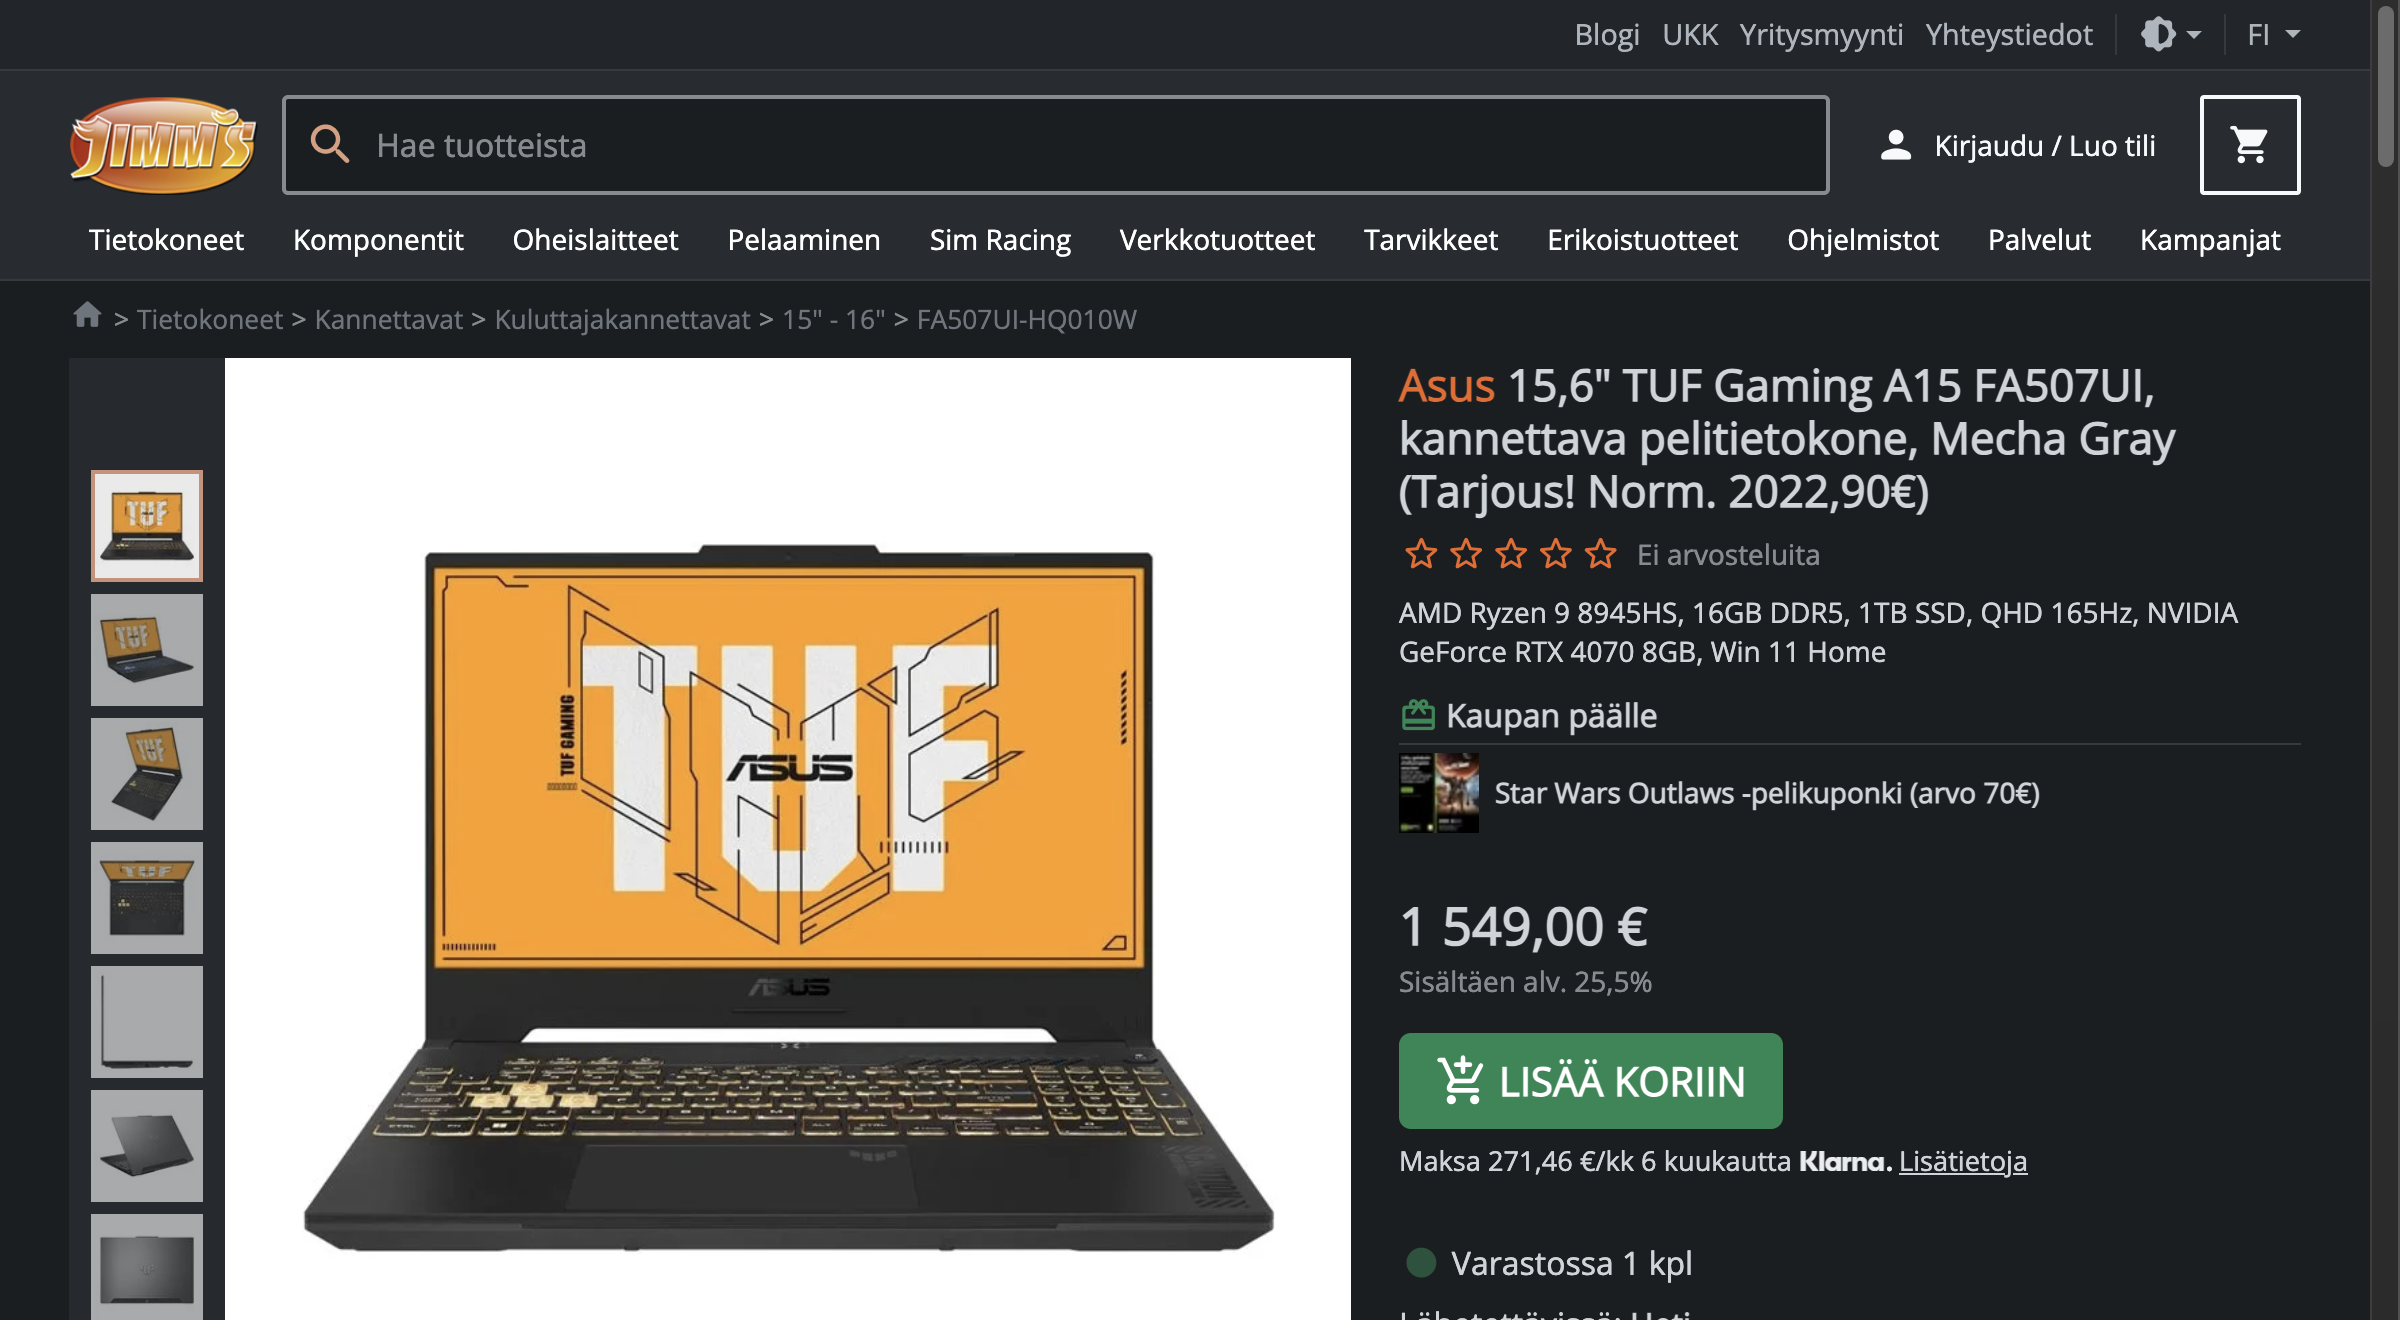 Blogi UKK Yritysmyynti Yhteystiedot FI
JIMM'S
Hae tuotteista
Kirjaudu / Luo tili
Tietokoneet Komponentit Oheislaitteet Pelaaminen Sim Racing Verkkotuotteet Tarvikkeet Erikoistuotteet Ohjelmistot Palvelut Kampanjat
> Tietokoneet > Kannettavat > Kuluttajakannettavat > 15" - 16" > FA507UI-HQ010W
TUF GAMING
TUF
ASUS
ASUS
Asus 15,6" TUF Gaming A15 FA507UI,
kannettava pelitietokone, Mecha Gray
(Tarjous! Norm. 2022,90€)
Ei arvosteluita
AMD Ryzen 9 8945HS, 16GB DDR5, 1TB SSD, QHD 165Hz, NVIDIA
GeForce RTX 4070 8GB, Win 11 Home
Kaupan päälle
Star Wars Outlaws -pelikuponki (arvo 70€)
1 549,00 €
Sisältäen alv. 25,5%
LISÄÄ KORIIN
Maksa 271,46 €/kk 6 kuukautta Klarna. Lisätietoja
Varastossa 1 kpl
Lähetettävissä: Heti